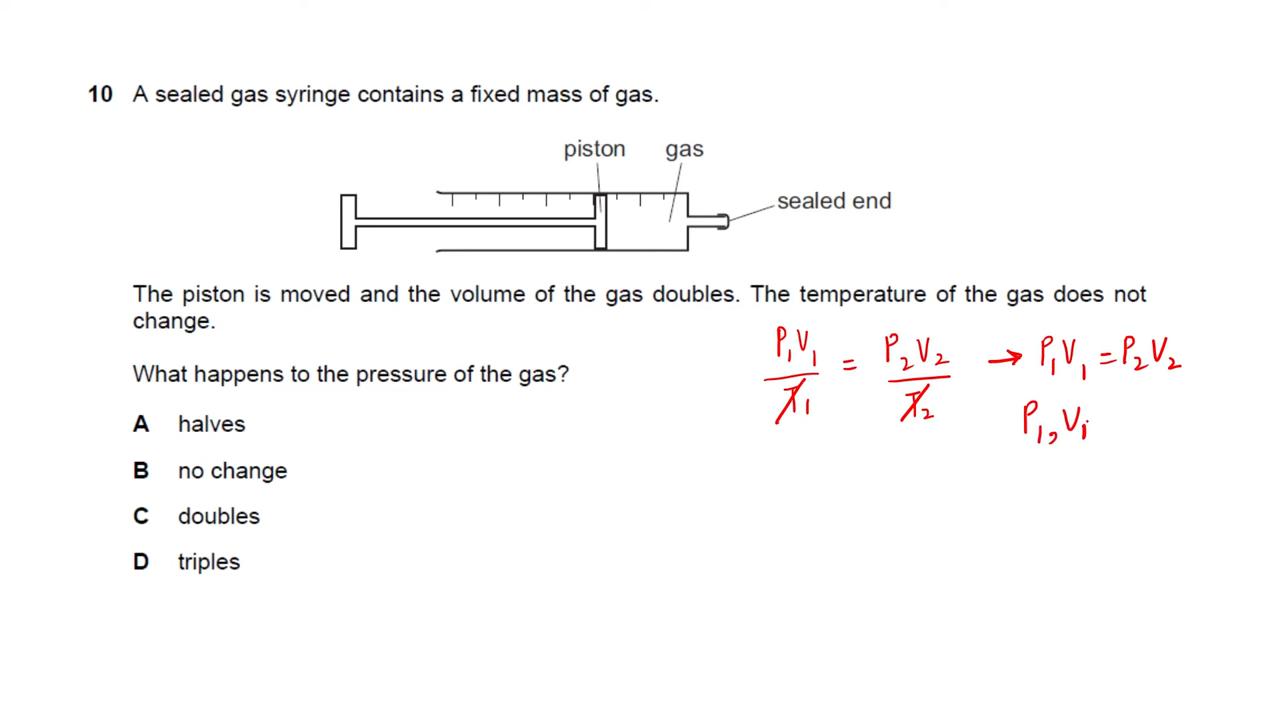 10 A sealed gas syringe contains a fixed mass of gas.
piston gas
sealed end
The piston is moved and the volume of the gas doubles. The temperature of the gas does not
change.
P₁V₁/T₁ = P₂V₂/T₂ → P₁V₁ = P₂V₂
What happens to the pressure of the gas?
P₁, V₁
A halves
B no change
C doubles
D triples